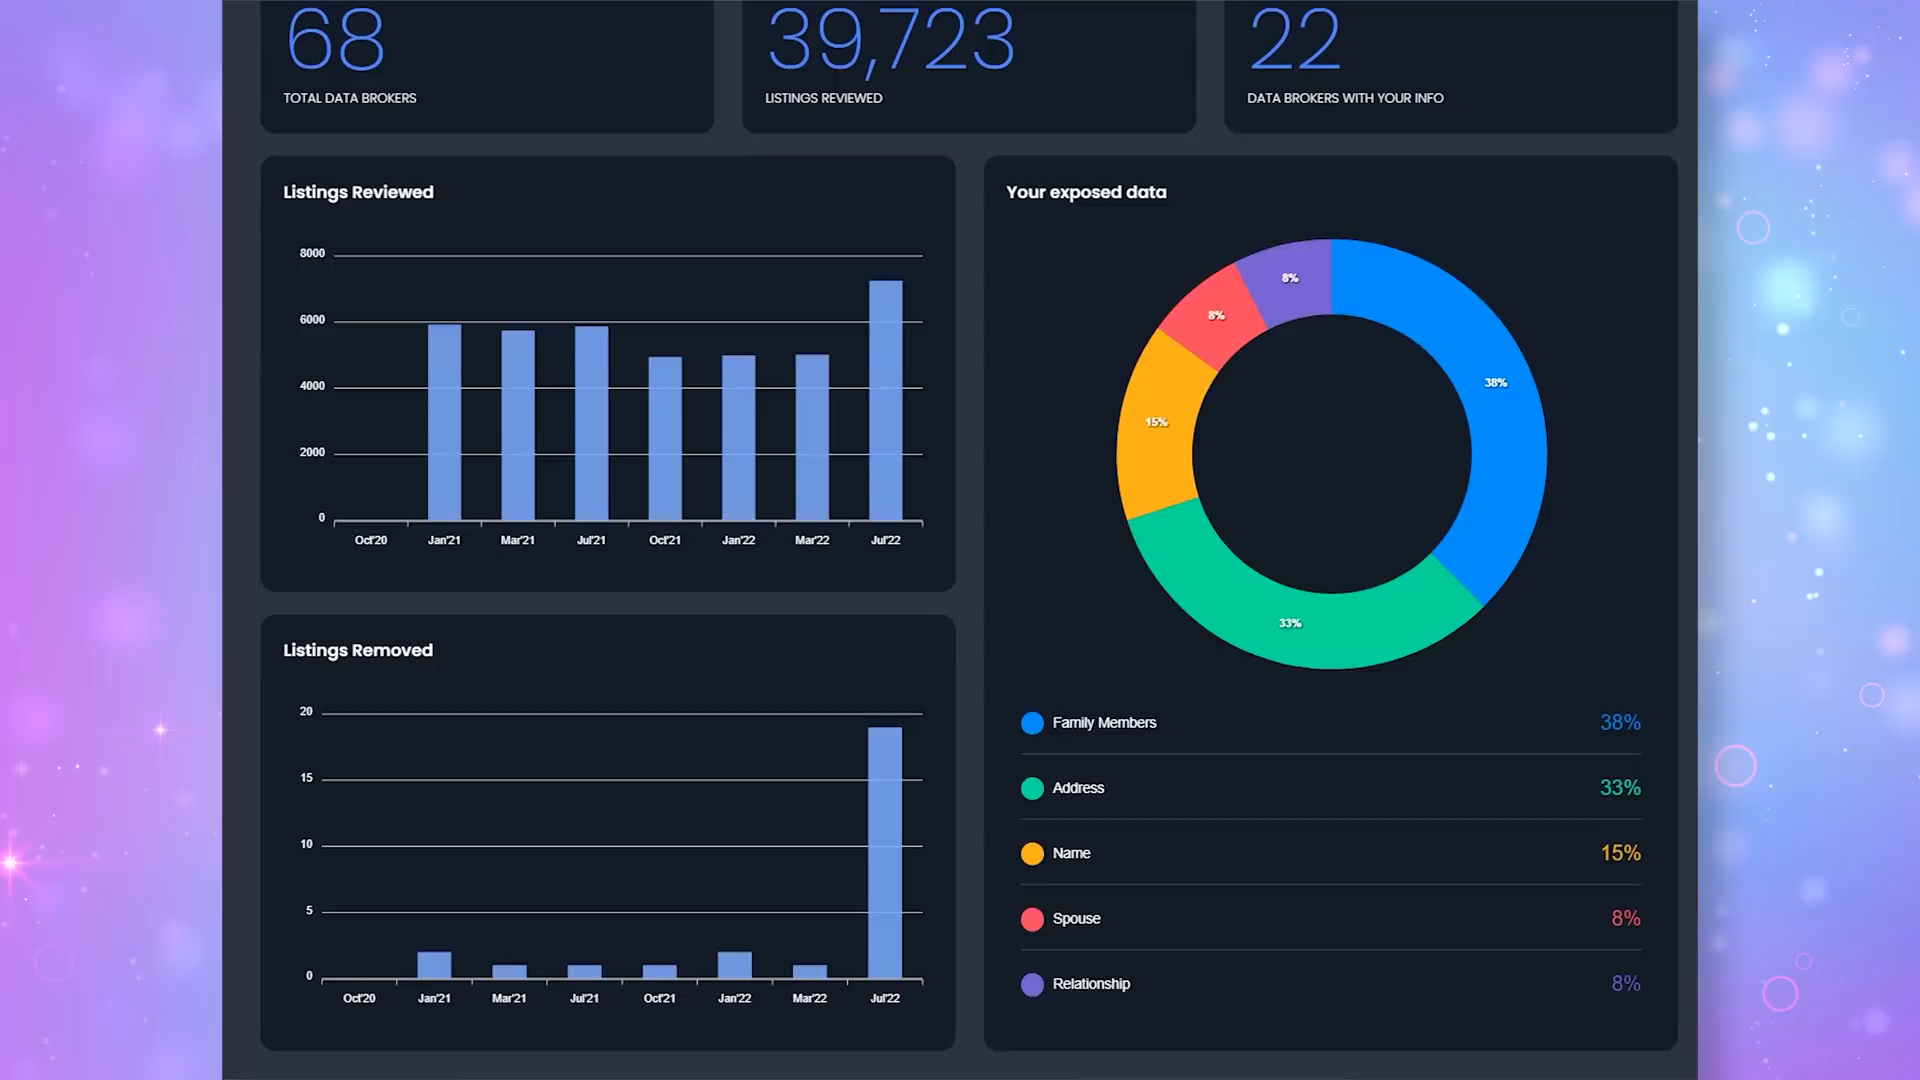 68
TOTAL DATA BROKERS
39,723
LISTINGS REVIEWED
22
DATA BROKERS WITH YOUR INFO
Listings Reviewed
8000
6000
4000
2000
0
Oct'20 Jan'21 Mar'21 Jul'21 Oct'21 Jan'22 Mar'22 Jul'22
Listings Removed
20
15
10
5
0
Oct'20 Jan'21 Mar'21 Jul'21 Oct'21 Jan'22 Mar'22 Jul'22
Your exposed data
8%
8%
38%
15%
33%
Family Members 38%
Address 33%
Name 15%
Spouse 8%
Relationship 8%